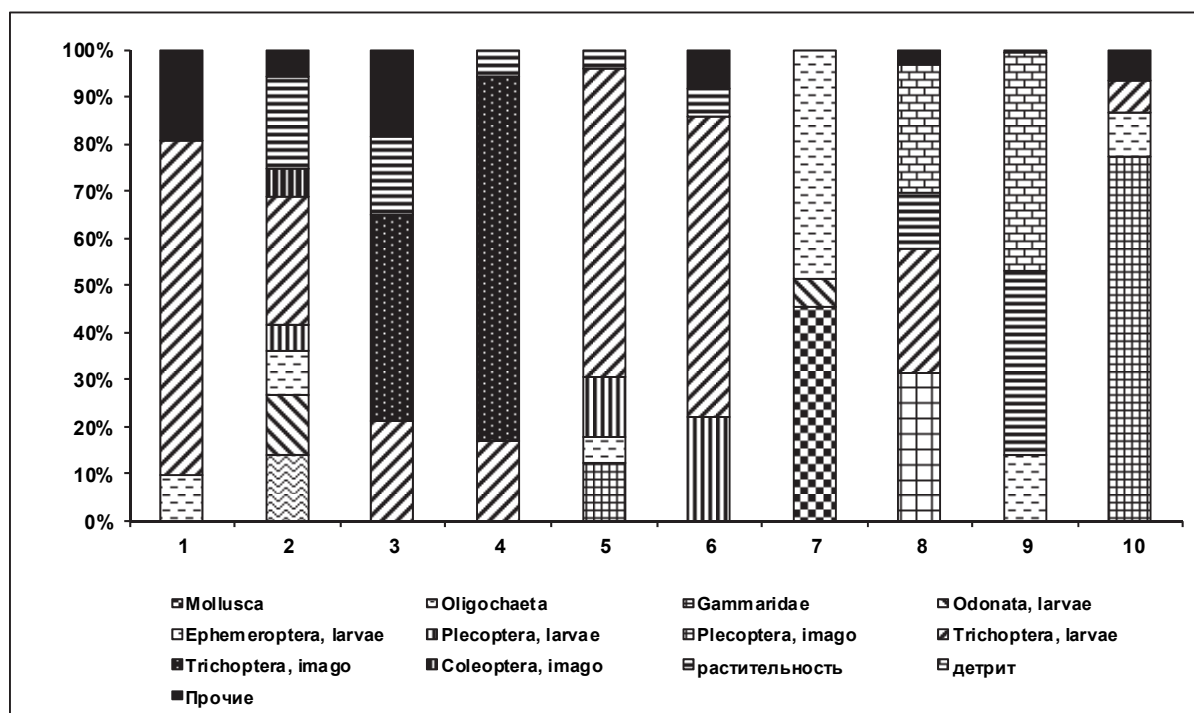 100%
90%
80%
70%
60%
50%
40%
30%
20%
10%
0%
1 2 3 4 5 6 7 8 9 10
Mollusca Oligochaeta Gammaridae Odonata, larvae
Ephemeroptera, larvae Plecoptera, larvae Plecoptera, imago Trichoptera, larvae
Trichoptera, imago Coleoptera, imago растительность детрит
Прочие